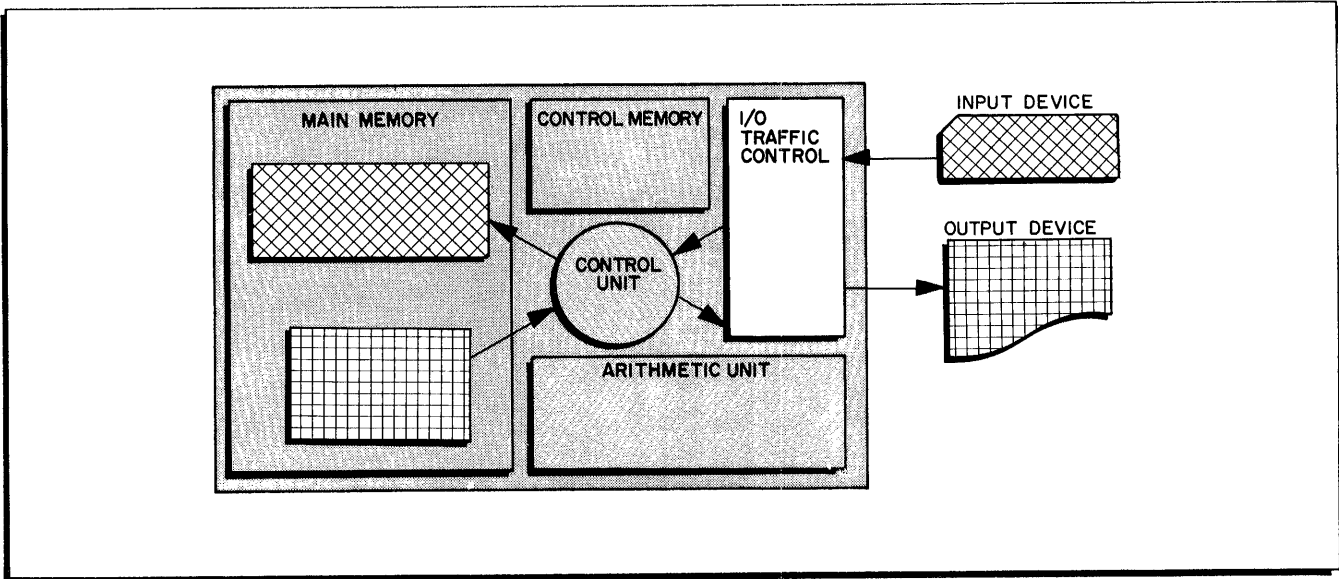 MAIN MEMORY
CONTROL MEMORY
I/O
TRAFFIC
CONTROL
INPUT DEVICE
OUTPUT DEVICE
CONTROL
UNIT
ARITHMETIC UNIT